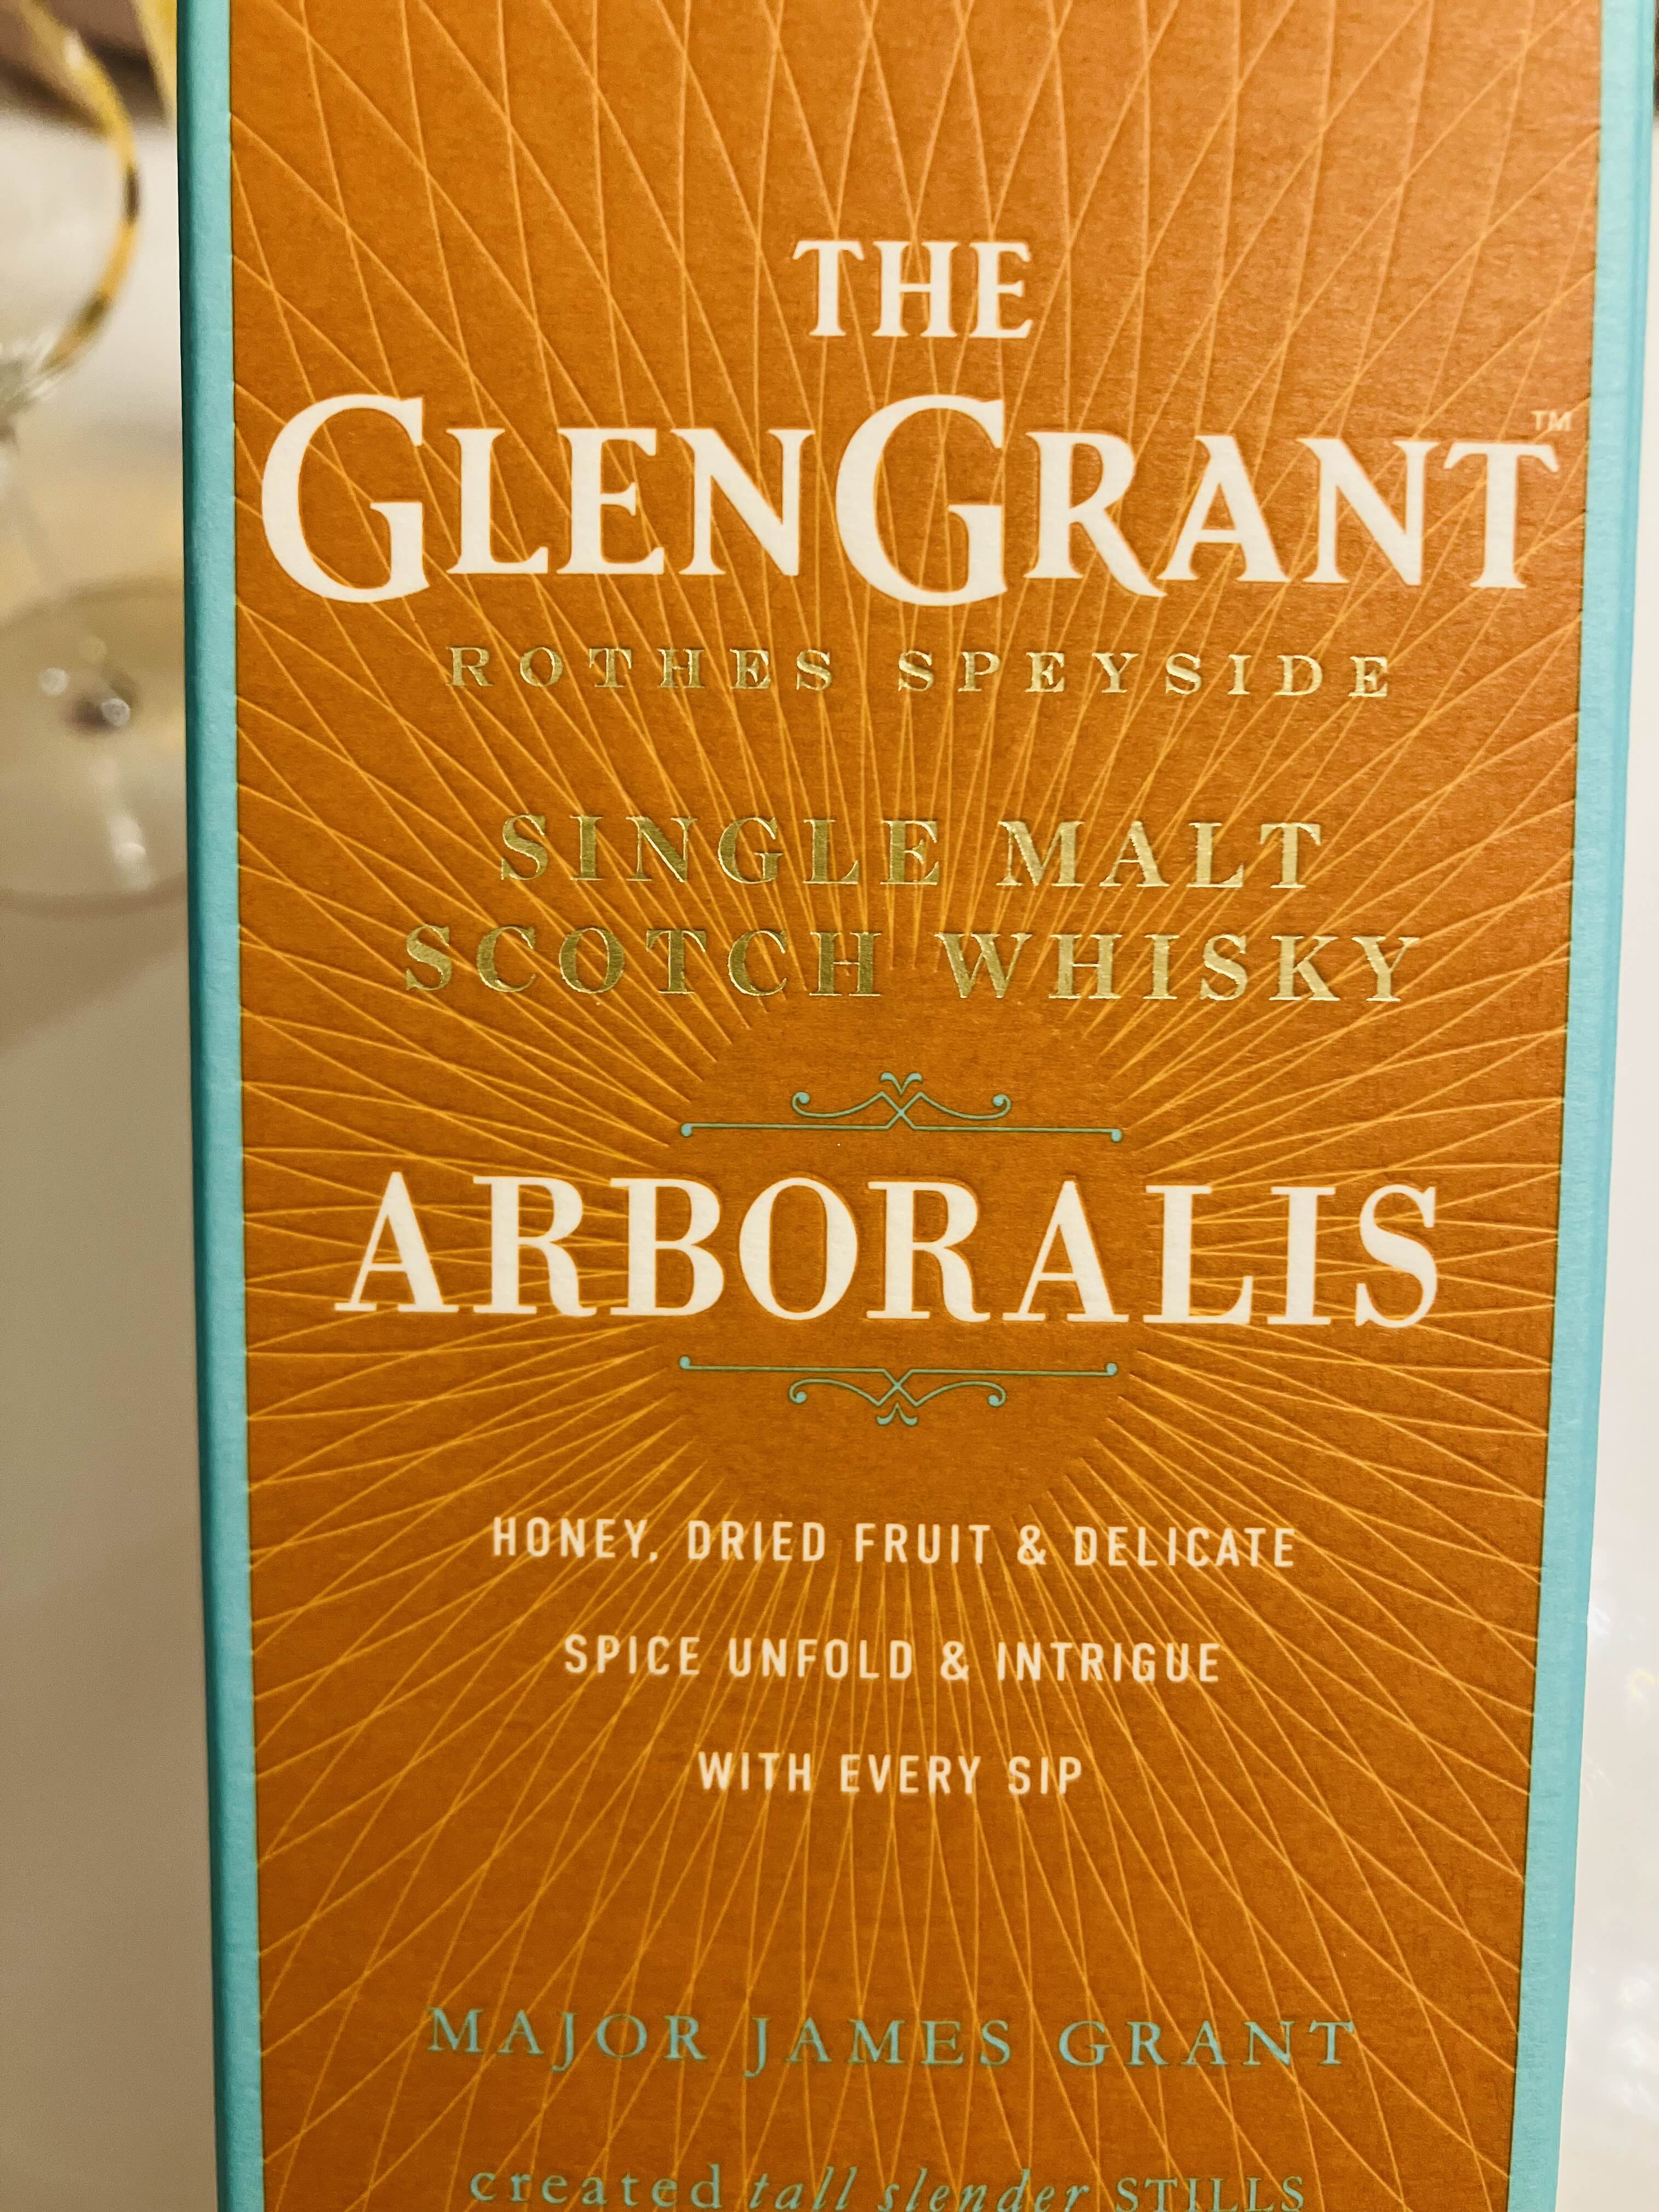 THE
GLENGRANT™
ROTHES SPEYSIDE
SINGLE MALT
SCOTCH WHISKY
ARBORALIS
HONEY, DRIED FRUIT & DELICATE
SPICE UNFOLD & INTRIGUE
WITH EVERY SIP
MAJOR JAMES GRANT
created tall slender STILLS